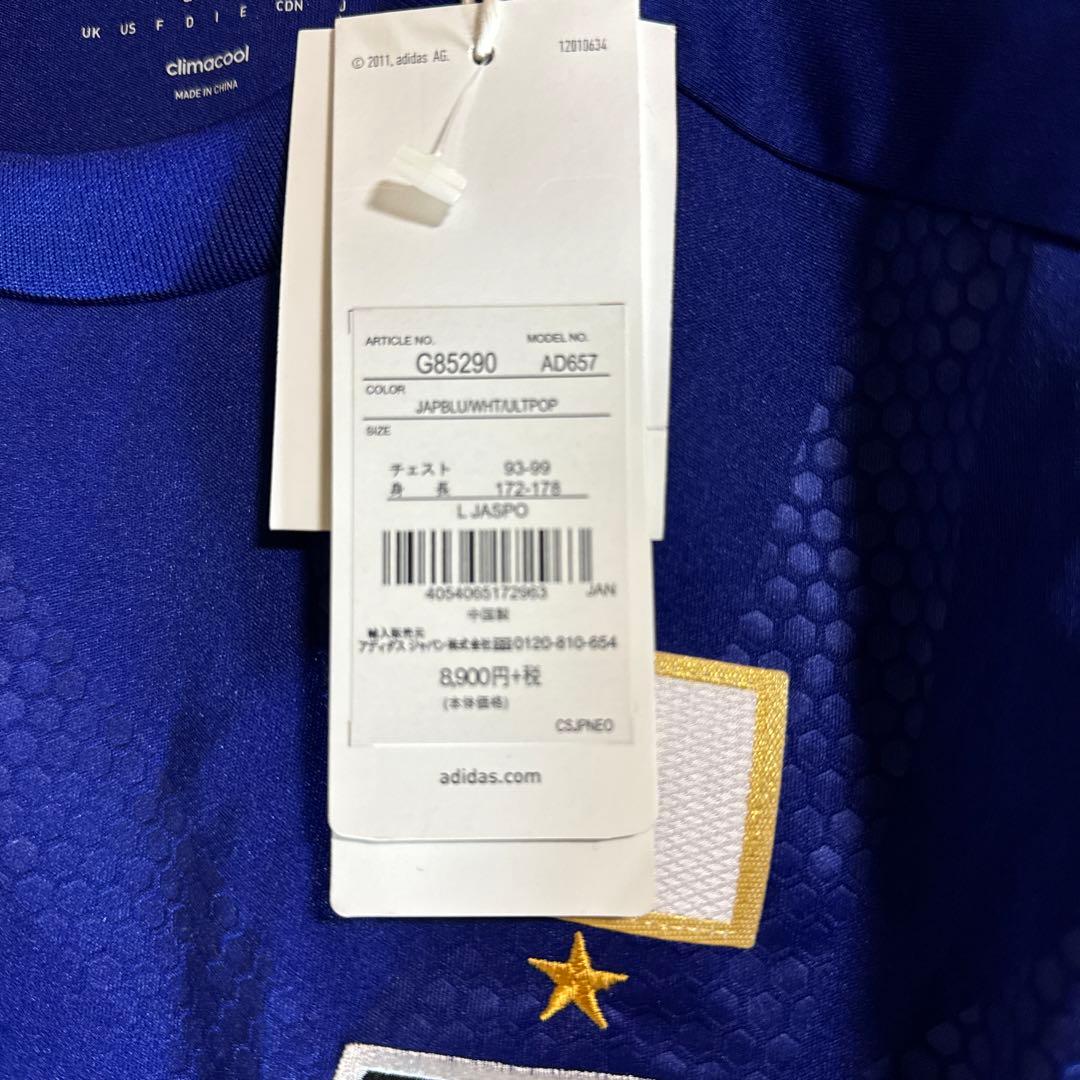 UK US F D I E CDN J
climacool
MADE IN CHINA
© 2011, adidas AG.
12010634
ARTICLE NO. MODEL NO.
G85290 AD657
COLOR
JAPBLU/WHT/ULTPOP
SIZE
チェスト 93-99
身 長 172-178
L JASPO
4054065172963 JAN
中国製
輸入販売元
アディダス ジャパン株式会社 0120-810-654
8,900円+税
(本体価格)
CSJPNEO
adidas.com